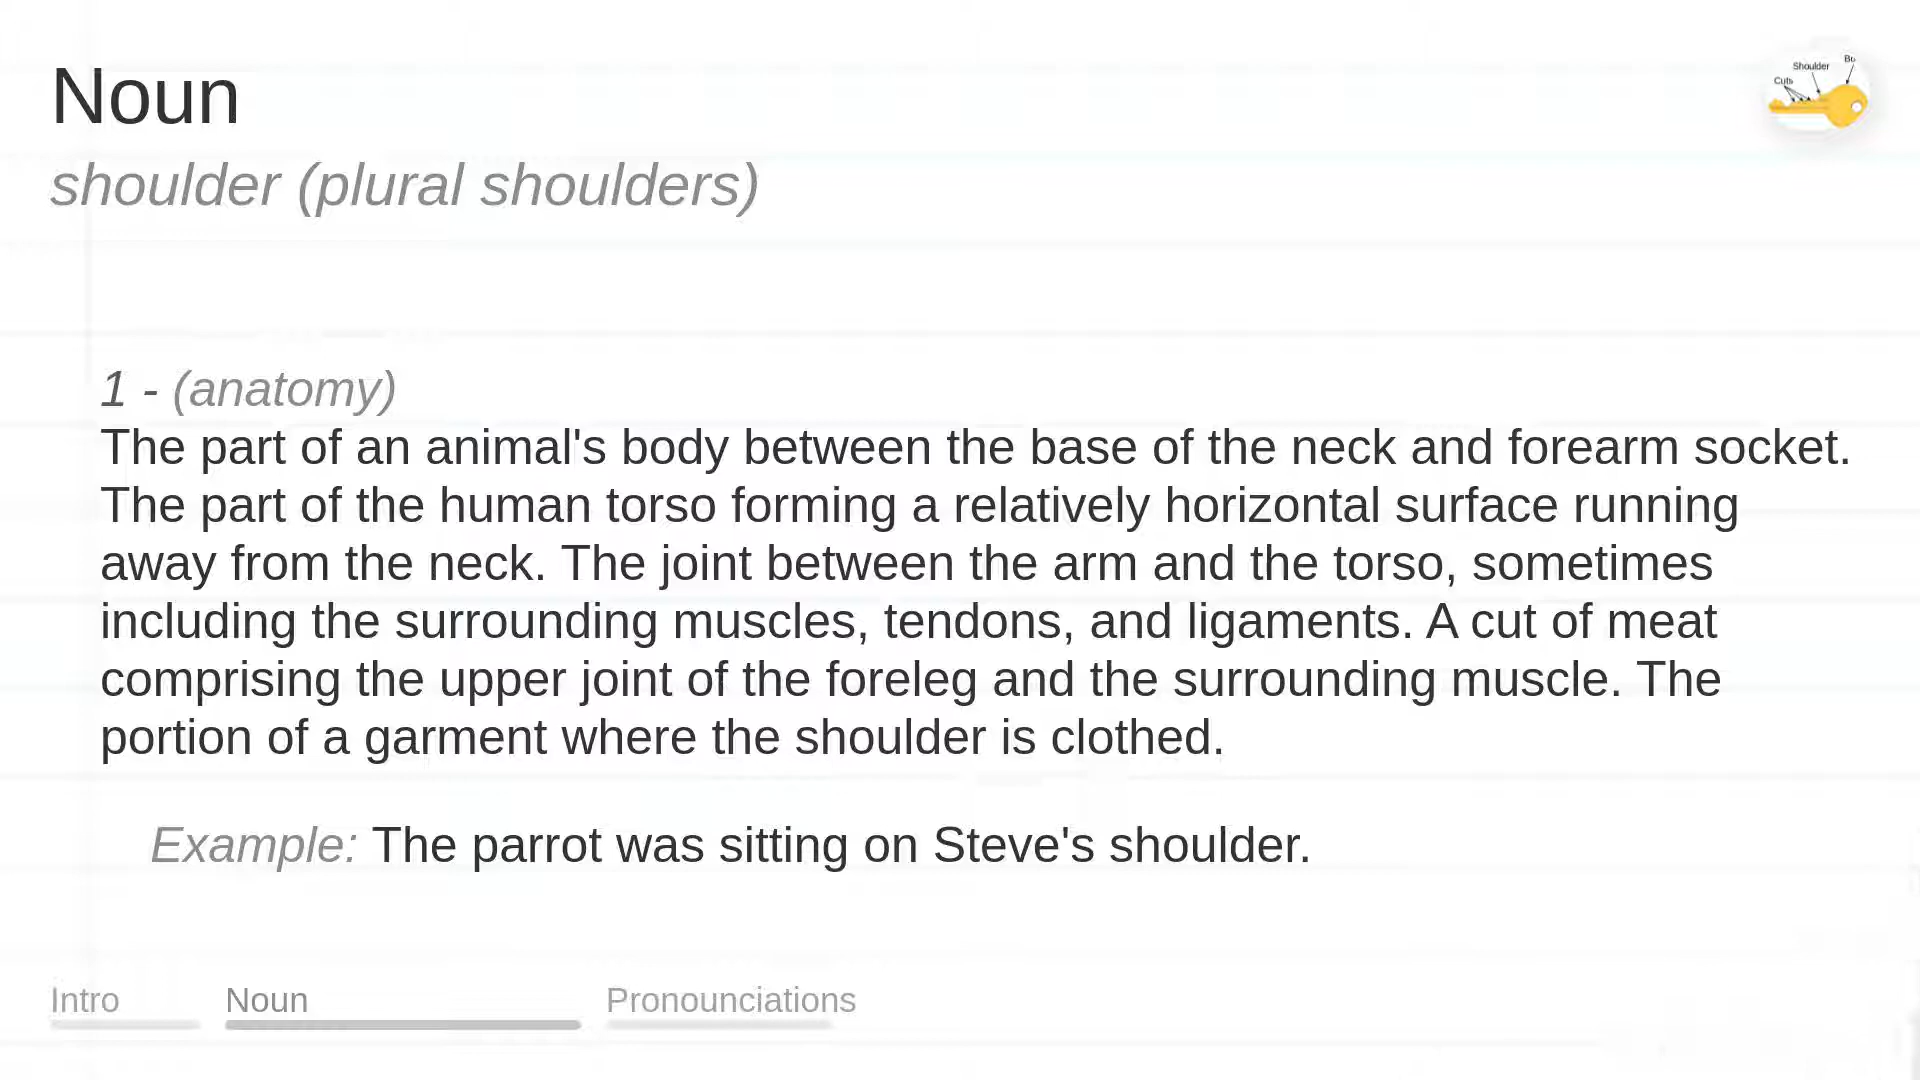 Noun
shoulder (plural shoulders)
Shoulder
Cuts
1 - (anatomy)
The part of an animal's body between the base of the neck and forearm socket.
The part of the human torso forming a relatively horizontal surface running
away from the neck. The joint between the arm and the torso, sometimes
including the surrounding muscles, tendons, and ligaments. A cut of meat
comprising the upper joint of the foreleg and the surrounding muscle. The
portion of a garment where the shoulder is clothed.
Example: The parrot was sitting on Steve's shoulder.
Intro Noun Pronounciations